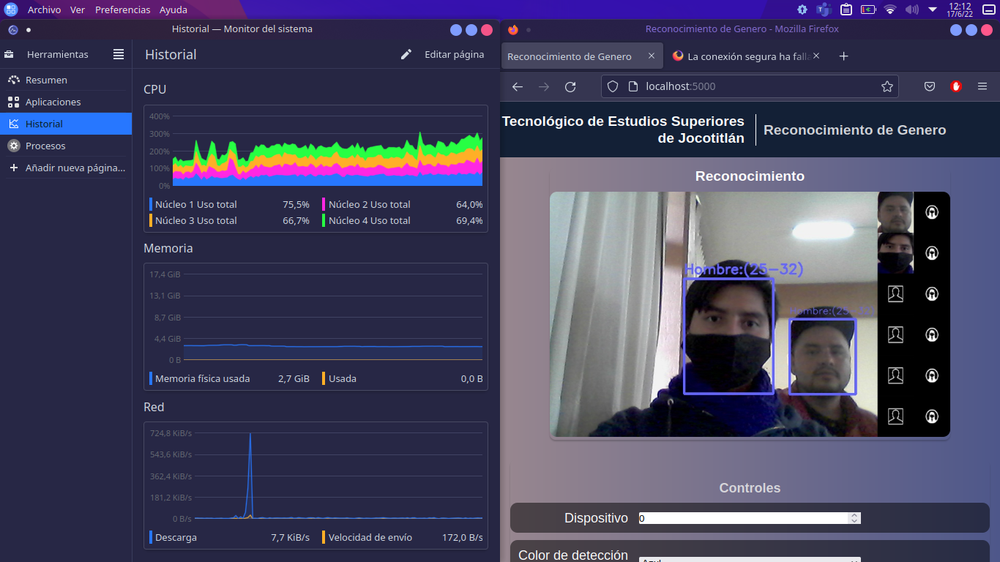 Archivo Ver Preferencias Ayuda
12:12
17/6/22
Historial — Monitor del sistema
Herramientas
Historial
Editar página
Resumen
Aplicaciones
Historial
Procesos
Añadir nueva página...
CPU
400%
300%
200%
100%
0%
Núcleo 1 Uso total 75,5% Núcleo 2 Uso total 64,0%
Núcleo 3 Uso total 66,7% Núcleo 4 Uso total 69,4%
Memoria
17,4 GiB
13,1 GiB
8,7 GiB
4,4 GiB
0 B
Memoria física usada 2,7 GiB Usada 0,0 B
Red
724,8 KiB/s
543,6 KiB/s
362,4 KiB/s
181,2 KiB/s
0 B/s
Descarga 7,7 KiB/s Velocidad de envío 172,0 B/s
Reconocimiento de Genero - Mozilla Firefox
Reconocimiento de Genero
La conexión segura ha falla
localhost:5000
Tecnológico de Estudios Superiores
de Jocotitlán
Reconocimiento de Genero
Reconocimiento
Hombre:(25-32)
Hombre:(25-32)
Controles
Dispositivo 0
Color de detección
Azul